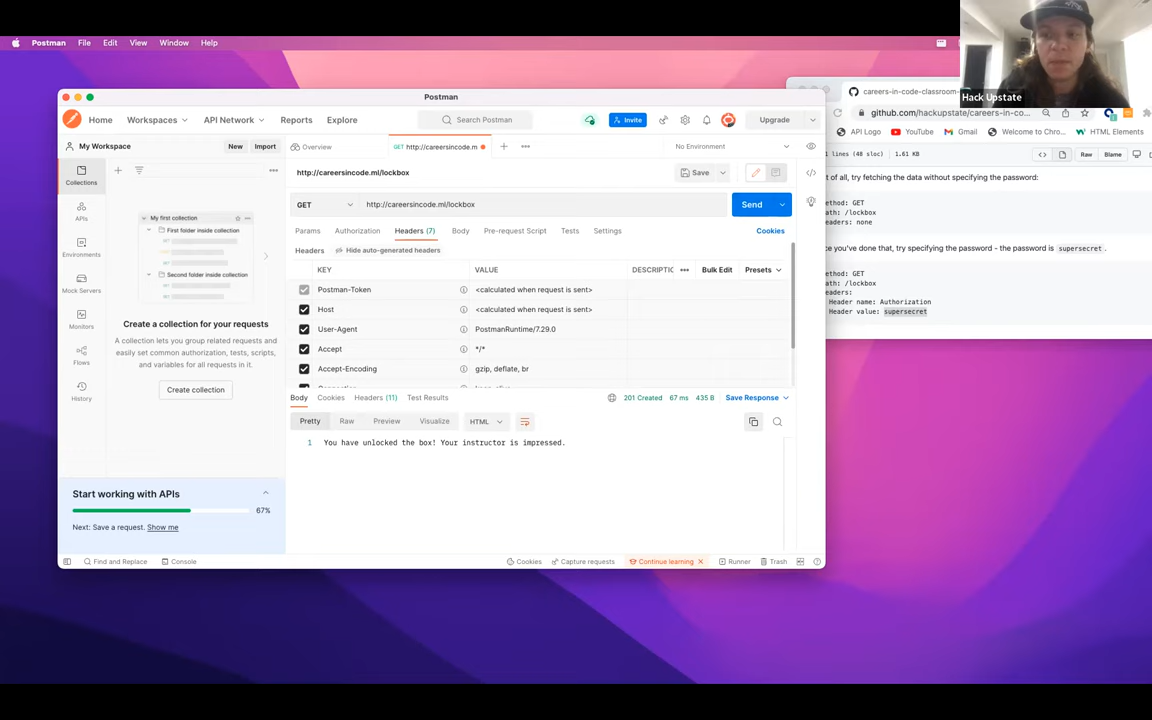 Postman File Edit View Window Help
Hack Upstate
Postman
Home Workspaces API Network Reports Explore
Search Postman
Invite
Upgrade
My Workspace
New Import
Overview
GET http://careersincode.m
No Environment
Collections
APIs
Environments
Mock Servers
Monitors
Flows
History
My first collection
First folder inside collection
Second folder inside collection
Create a collection for your requests
A collection lets you group related requests and
easily set common authorization, tests, scripts,
and variables for all requests in it.
Create collection
Start working with APIs
67%
Next: Save a request. Show me
http://careersincode.ml/lockbox
Save
GET http://careersincode.ml/lockbox Send
Params Authorization Headers (7) Body Pre-request Script Tests Settings Cookies
Headers Hide auto-generated headers
KEY VALUE DESCRIPTIC Bulk Edit Presets
Postman-Token <calculated when request is sent>
Host <calculated when request is sent>
User-Agent PostmanRuntime/7.29.0
Accept */*
Accept-Encoding gzip, deflate, br
Body Cookies Headers (11) Test Results
201 Created 67 ms 435 B Save Response
Pretty Raw Preview Visualize HTML
1 You have unlocked the box! Your instructor is impressed.
Find and Replace Console
Cookies Capture requests Continue learning Runner Trash
careers-in-code-classroom-
github.com/hackupstate/careers-in-co...
API Logo YouTube Gmail Welcome to Chro... HTML Elements
lines (48 sloc) 1.61 KB
Raw Blame
t of all, try fetching the data without specifying the password:
ethod: GET
ath: /lockbox
eaders: none
ce you've done that, try specifying the password - the password is supersecret .
ethod: GET
ath: /lockbox
eaders:
Header name: Authorization
Header value: supersecret